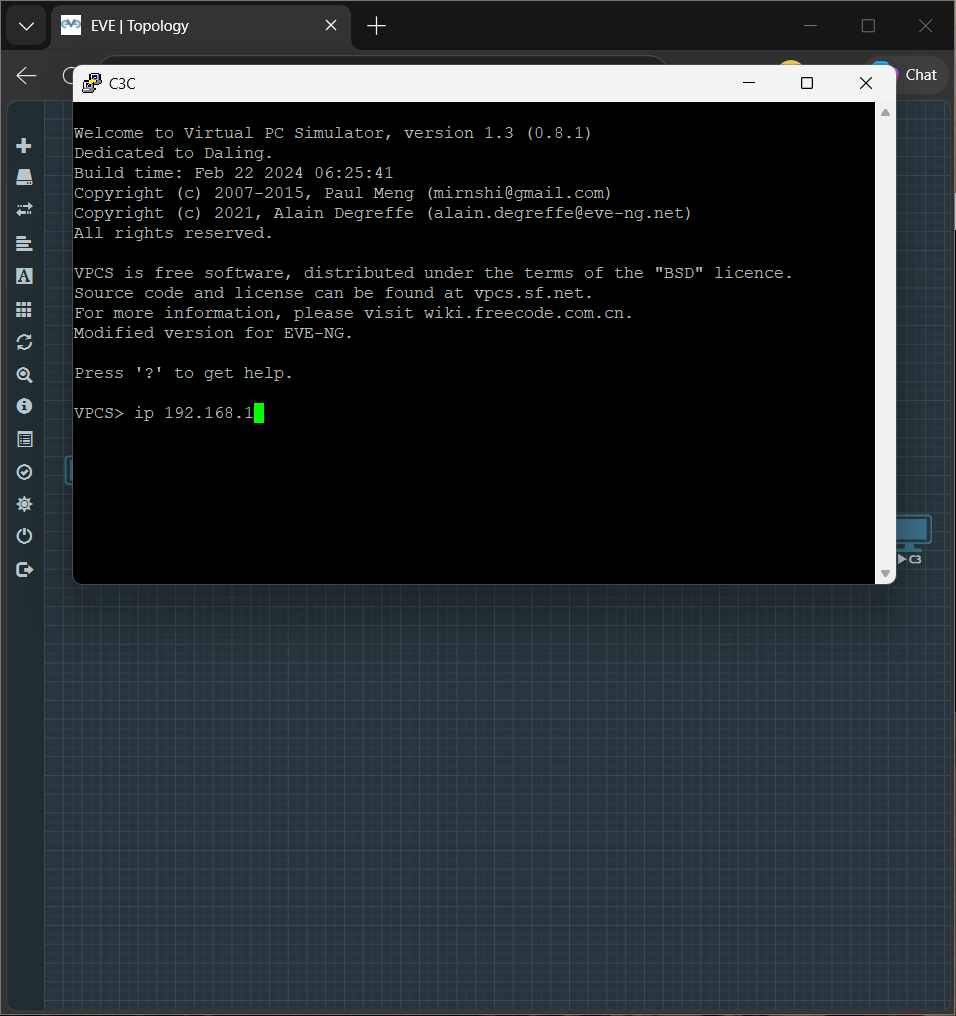 EVE | Topology
Chat
C3C
Welcome to Virtual PC Simulator, version 1.3 (0.8.1)
Dedicated to Daling.
Build time: Feb 22 2024 06:25:41
Copyright (c) 2007-2015, Paul Meng (mirnshi@gmail.com)
Copyright (c) 2021, Alain Degreffe (alain.degreffe@eve-ng.net)
All rights reserved.
VPCS is free software, distributed under the terms of the "BSD" licence.
Source code and license can be found at vpcs.sf.net.
For more information, please visit wiki.freecode.com.cn.
Modified version for EVE-NG.
Press '?' to get help.
VPCS> ip 192.168.1
C3